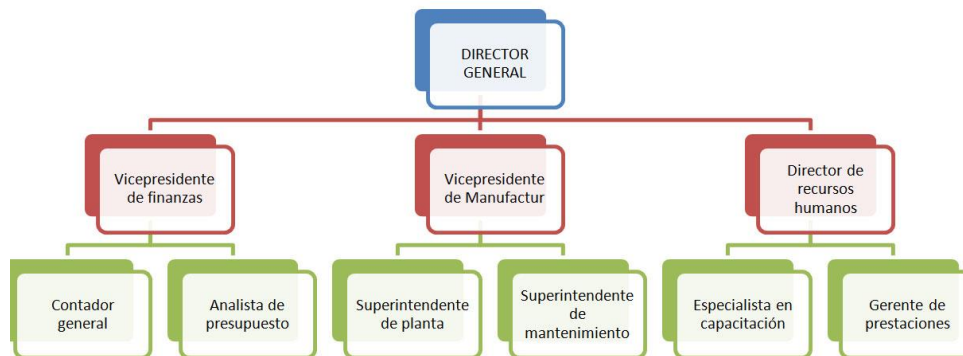 DIRECTOR
GENERAL
Vicepresidente
de finanzas
Vicepresidente
de Manufactur
Director de
recursos
humanos
Contador
general
Analista de
presupuesto
Superintendente
de planta
Superintendente
de
mantenimiento
Especialista en
capacitación
Gerente de
prestaciones